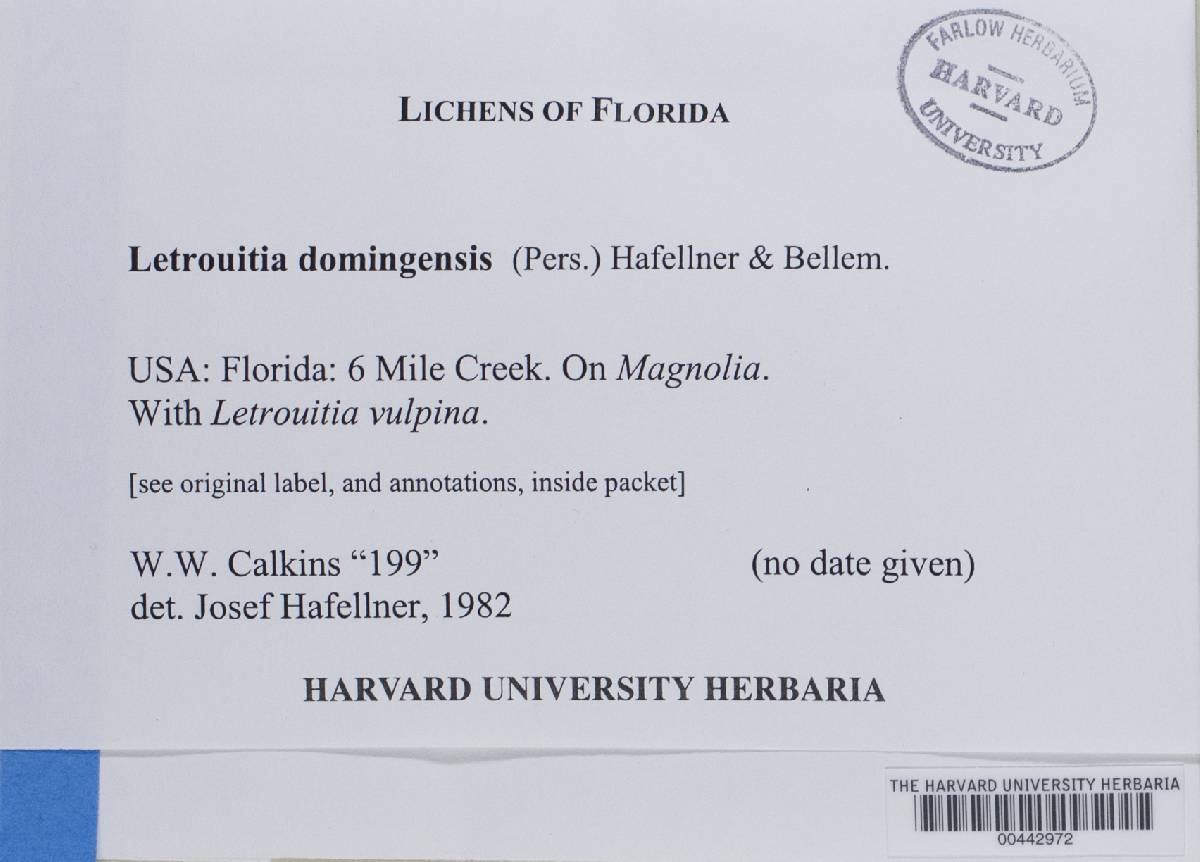 FARLOW HERBARIUM
HARVARD
UNIVERSITY
LICHENS OF FLORIDA
Letrouitia domingensis (Pers.) Hafellner & Bellem.
USA: Florida: 6 Mile Creek. On Magnolia.
With Letrouitia vulpina.
[see original label, and annotations, inside packet]
W.W. Calkins “199” (no date given)
det. Josef Hafellner, 1982
HARVARD UNIVERSITY HERBARIA
THE HARVARD UNIVERSITY HERBARIA
00442972